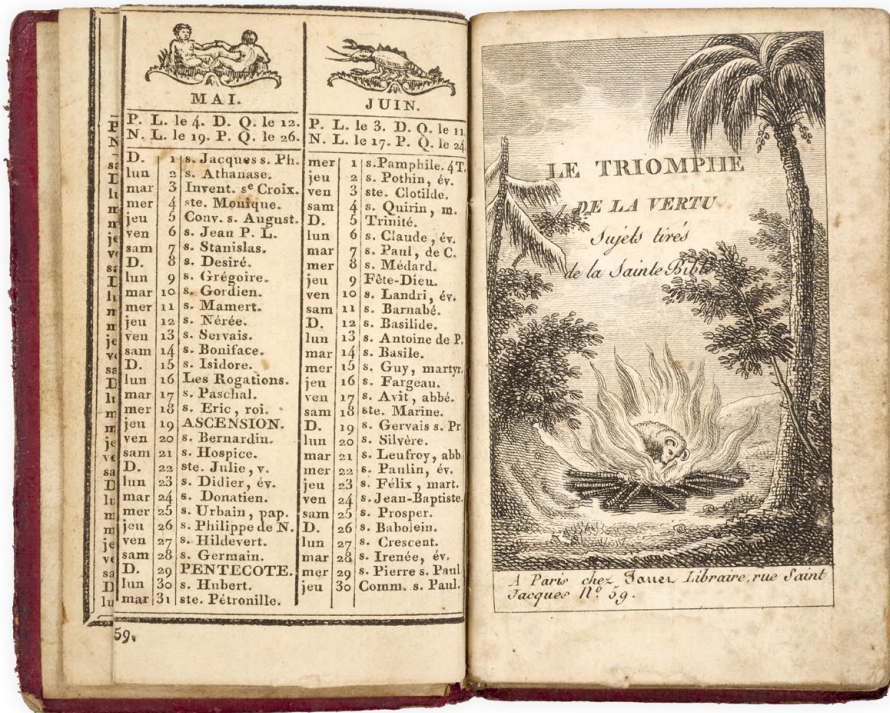 MAI.
P. L. le 4. D. Q. le 12.
N. L. le 19. P. Q. le 26.
D. 1 s. Jacques s. Ph.
lun 2 s. Athanase.
mar 3 Invent. se Croix.
mer 4 ste. Monique.
jeu 5 Conv. s. August.
ven 6 s. Jean P. L.
sam 7 s. Stanislas.
D. 8 s. Desiré.
lun 9 s. Grégoire.
mar 10 s. Gordien.
mer 11 s. Mamert.
jeu 12 s. Nérée.
ven 13 s. Servais.
sam 14 s. Boniface.
D. 15 s. Isidore.
lun 16 Les Rogations.
mar 17 s. Paschal.
mer 18 s. Eric, roi.
jeu 19 ASCENSION.
ven 20 s. Bernardin.
sam 21 s. Hospice.
D. 22 ste. Julie, v.
lun 23 s. Didier, év.
mar 24 s. Donatien.
mer 25 s. Urbain, pap.
jeu 26 s. Philippe de N.
ven 27 s. Hildevert.
sam 28 s. Germain.
D. 29 PENTECOTE.
lun 30 s. Hubert.
mar 31 ste. Pétronille.
59.
JUIN.
P. L. le 3. D. Q. le 11
N. L. le 17. P. Q. le 24
mer 1 s. Pamphile. 4 T.
jeu 2 s. Pothin, év.
ven 3 ste. Clotilde.
sam 4 s. Quirin, m.
D. 5 Trinité.
lun 6 s. Claude, év.
mar 7 s. Paul, de C.
mer 8 s. Médard.
jeu 9 Fête-Dieu.
ven 10 s. Landri, év.
sam 11 s. Barnabé.
D. 12 s. Basilide.
lun 13 s. Antoine de P.
mar 14 s. Basile.
mer 15 s. Guy, martyr.
jeu 16 s. Fargeau.
ven 17 s. Avit, abbé.
sam 18 ste. Marine.
D. 19 s. Gervais s. Pr
lun 20 s. Silvère.
mar 21 s. Leufroy, abb
mer 22 s. Paulin, év.
jeu 23 s. Félix, mart.
ven 24 s. Jean-Baptiste.
sam 25 s. Prosper.
D. 26 s. Babolein.
lun 27 s. Crescent.
mar 28 s. Irenée, év.
mer 29 s. Pierre s. Paul
jeu 30 Comm. s. Paul.
LE TRIOMPHE
DE LA VERTU
Sujets tirés
de la Sainte Bible
A Paris chez Janet Libraire, rue Saint
Jacques No. 59.